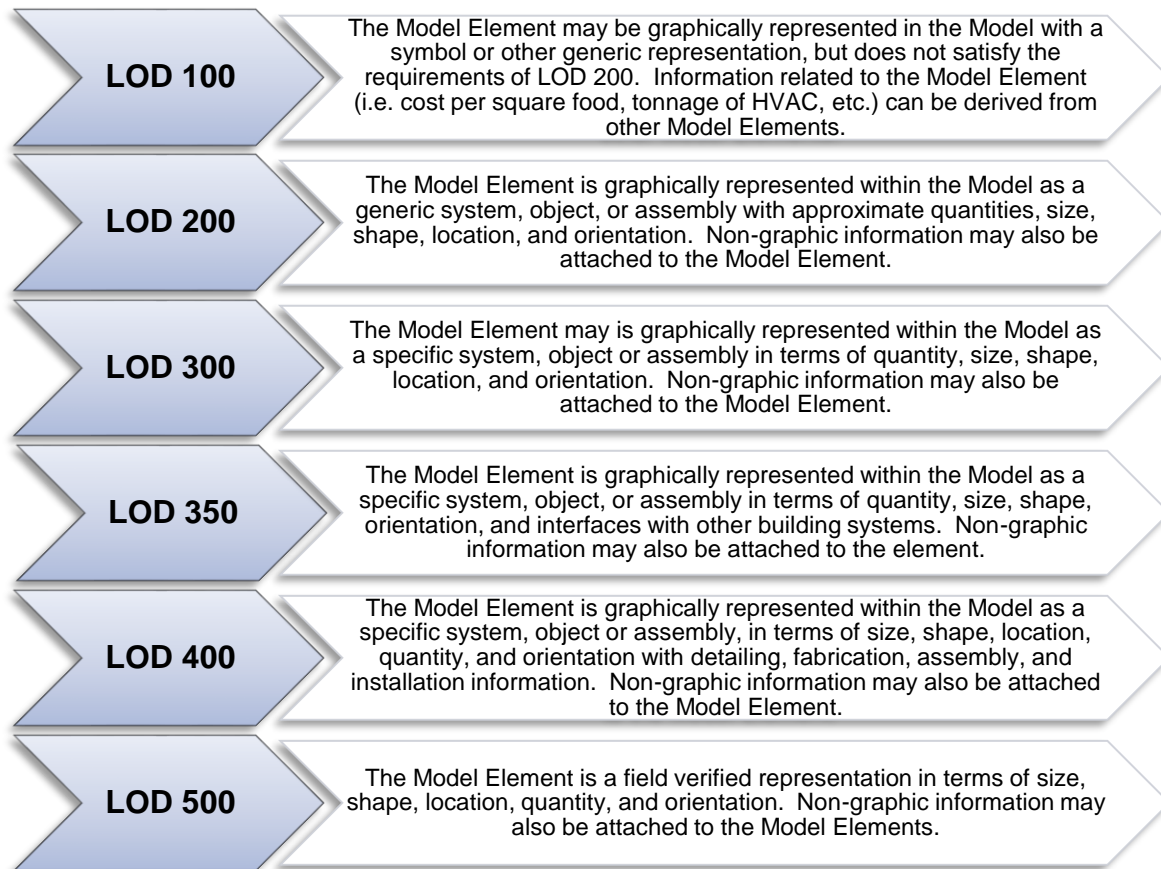 LOD 100
The Model Element may be graphically represented in the Model with a
symbol or other generic representation, but does not satisfy the
requirements of LOD 200.  Information related to the Model Element
(i.e. cost per square food, tonnage of HVAC, etc.) can be derived from
other Model Elements.
LOD 200
The Model Element is graphically represented within the Model as a
generic system, object, or assembly with approximate quantities, size,
shape, location, and orientation.  Non-graphic information may also be
attached to the Model Element.
LOD 300
The Model Element may is graphically represented within the Model as
a specific system, object or assembly in terms of quantity, size, shape,
location, and orientation.  Non-graphic information may also be
attached to the Model Element.
LOD 350
The Model Element is graphically represented within the Model as a
specific system, object, or assembly in terms of quantity, size, shape,
orientation, and interfaces with other building systems.  Non-graphic
information may also be attached to the element.
LOD 400
The Model Element is graphically represented within the Model as a
specific system, object or assembly, in terms of size, shape, location,
quantity, and orientation with detailing, fabrication, assembly, and
installation information.  Non-graphic information may also be attached
to the Model Element.
LOD 500
The Model Element is a field verified representation in terms of size,
shape, location, quantity, and orientation.  Non-graphic information may
also be attached to the Model Elements.